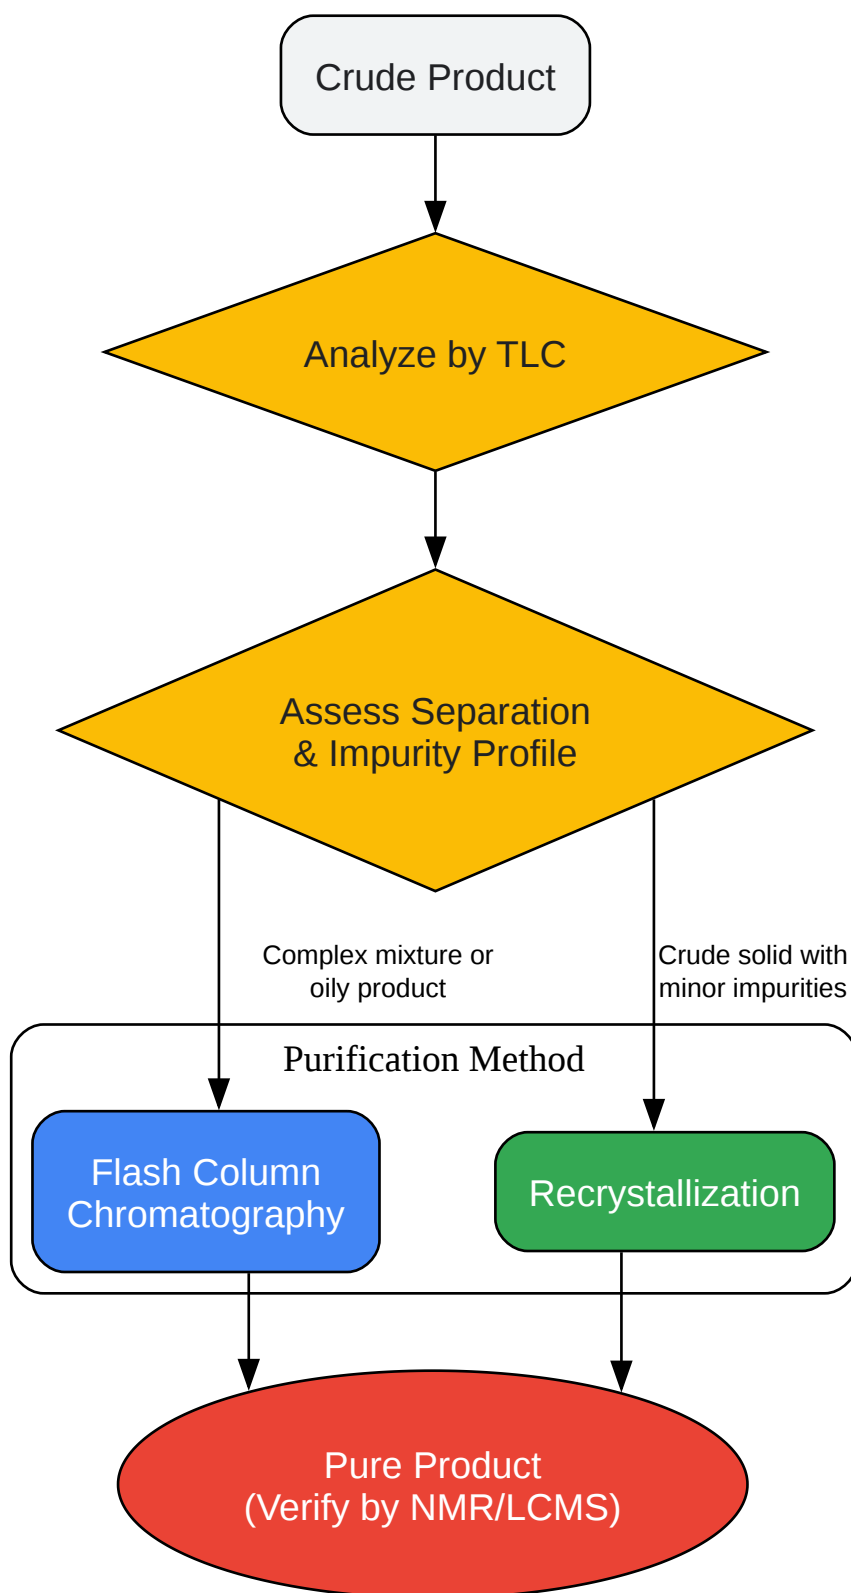 Crude Product
Analyze by TLC
Assess Separation
& Impurity Profile
Complex mixture or
oily product
Crude solid with
minor impurities
Purification Method
Flash Column
Chromatography
Recrystallization
Pure Product
(Verify by NMR/LCMS)